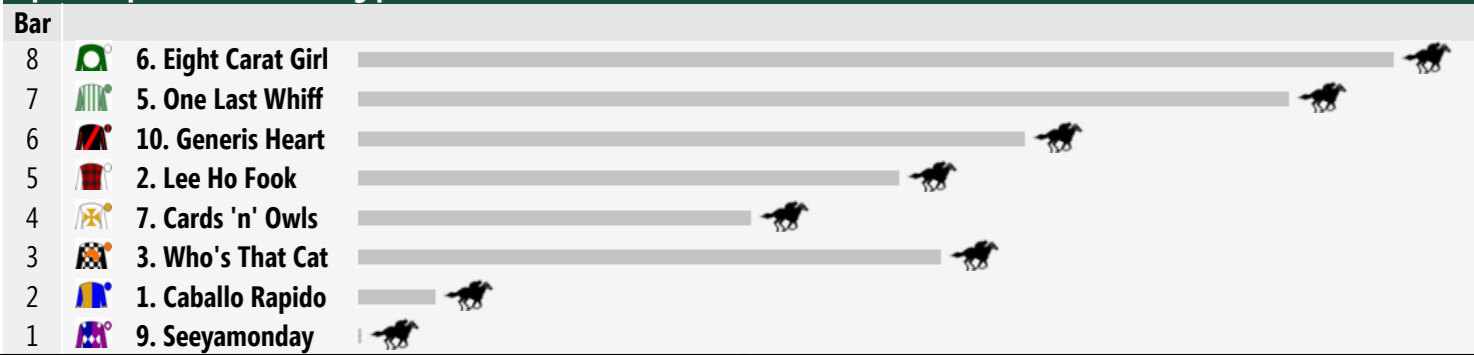 Bar
8 6. Eight Carat Girl
7 5. One Last Whiff
6 10. Generis Heart
5 2. Lee Ho Fook
4 7. Cards 'n' Owls
3 3. Who's That Cat
2 1. Caballo Rapido
1 9. Seeyamonday